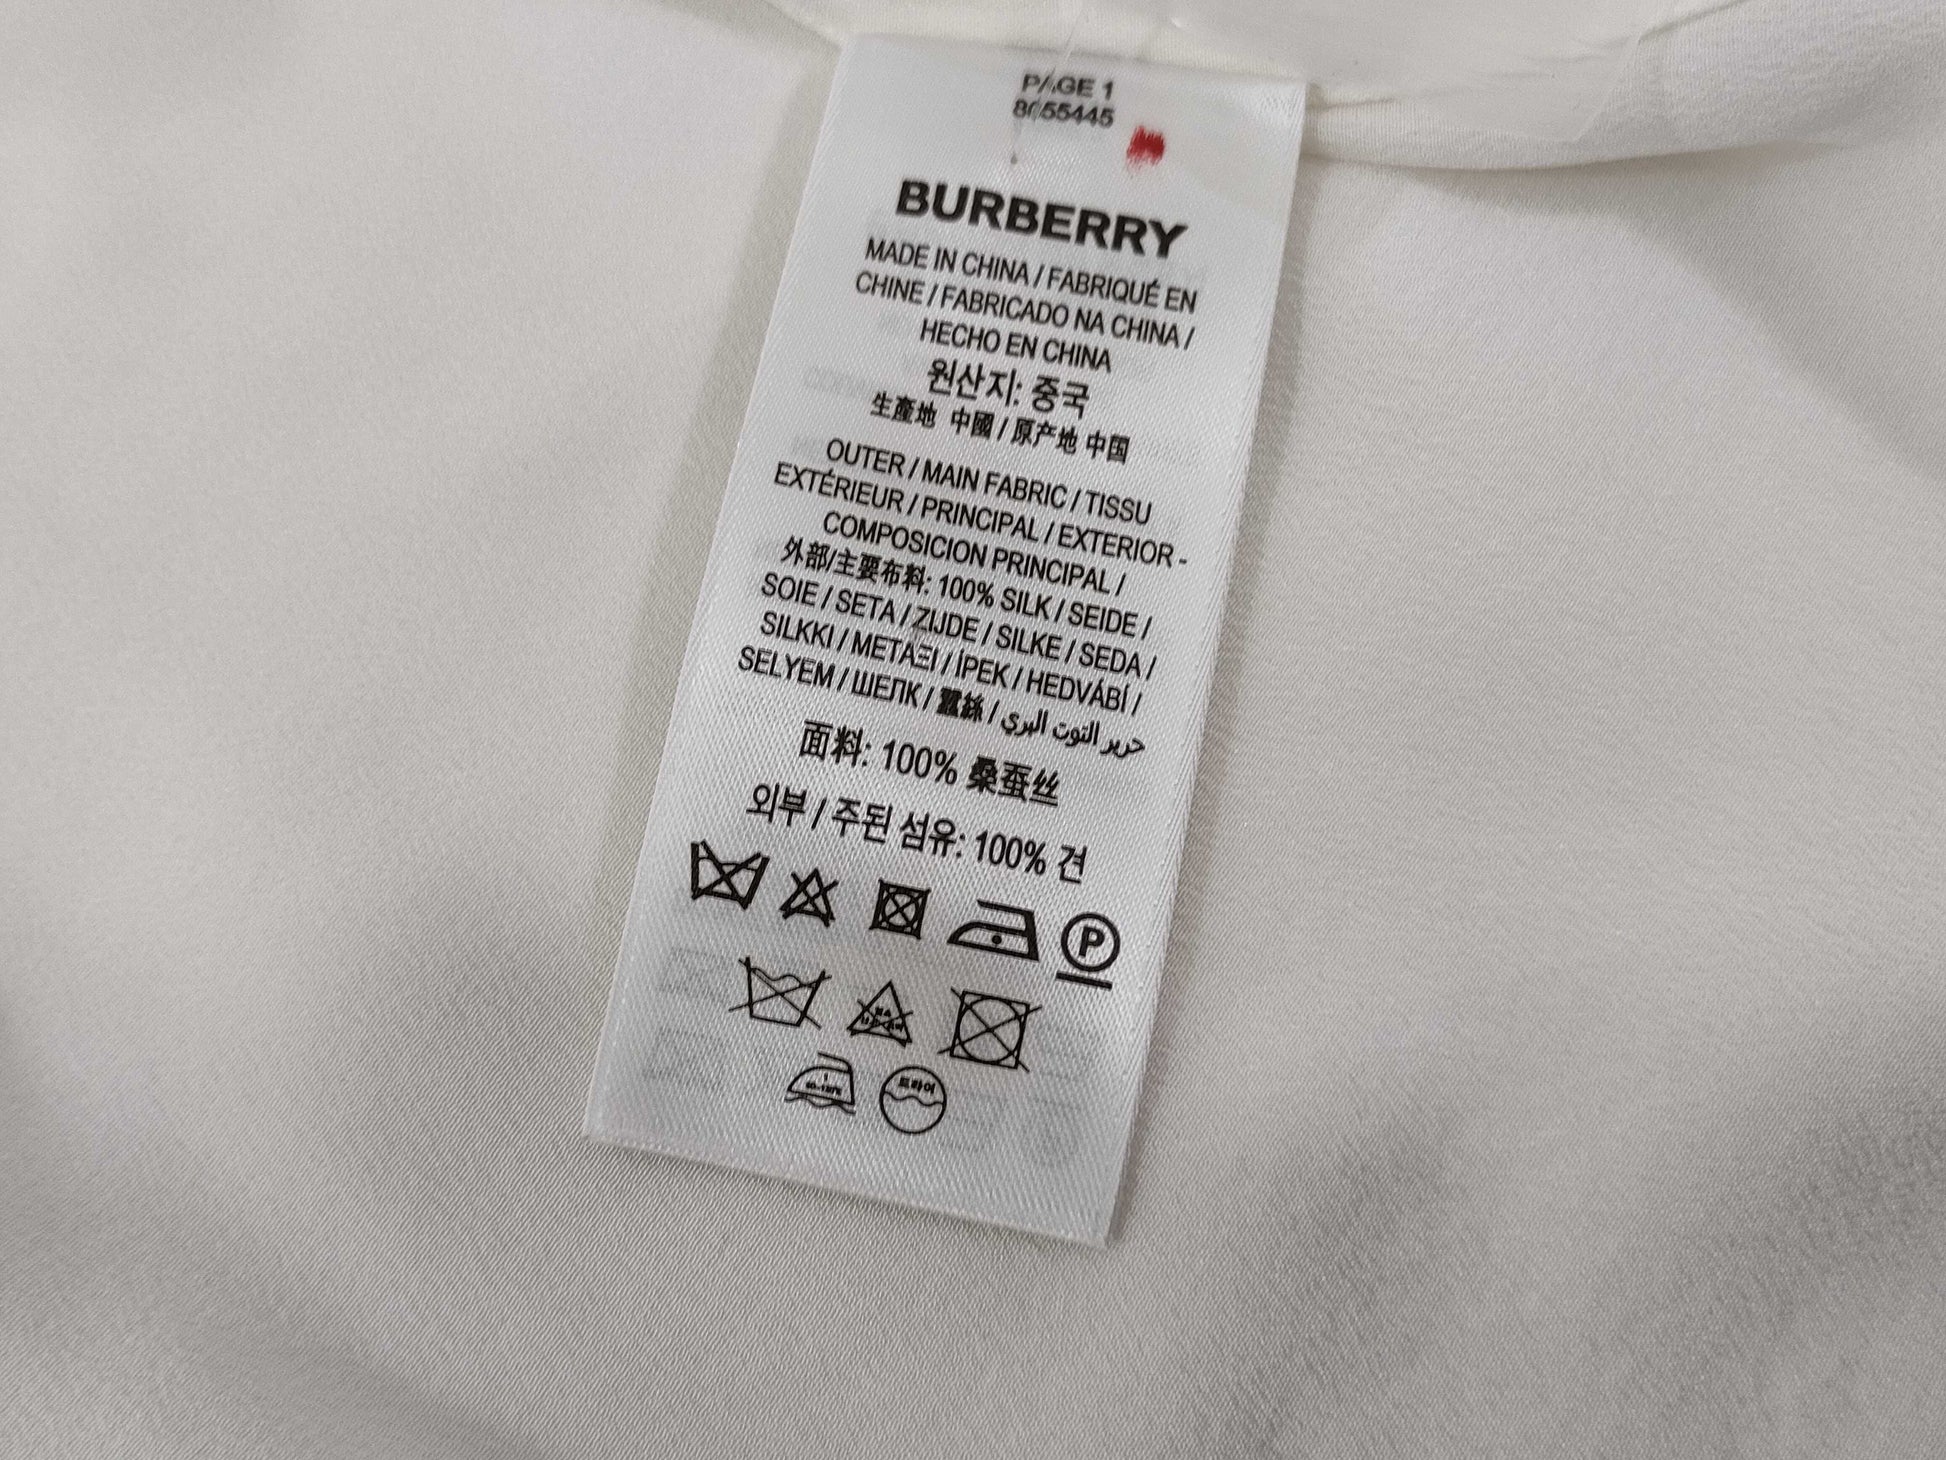 PAGE 1
8055445
BURBERRY
MADE IN CHINA / FABRIQUÉ EN
CHINE / FABRICADO NA CHINA /
HECHO EN CHINA
원산지: 중국
生產地 中國 / 原产地 中国
OUTER / MAIN FABRIC / TISSU
EXTÉRIEUR / PRINCIPAL / EXTERIOR -
COMPOSICION PRINCIPAL /
外部/主要布料: 100% SILK / SEIDE /
SOIE / SETA / ZIJDE / SILKE / SEDA /
SILKKI / ΜΕΤΑΞΙ / İPEK / HEDVÁBÍ /
SELYEM / ШЕЛК / 蠶絲 / حرير التوت البري
面料: 100% 桑蚕丝
외부 / 주된 섬유: 100% 견
P
드라이